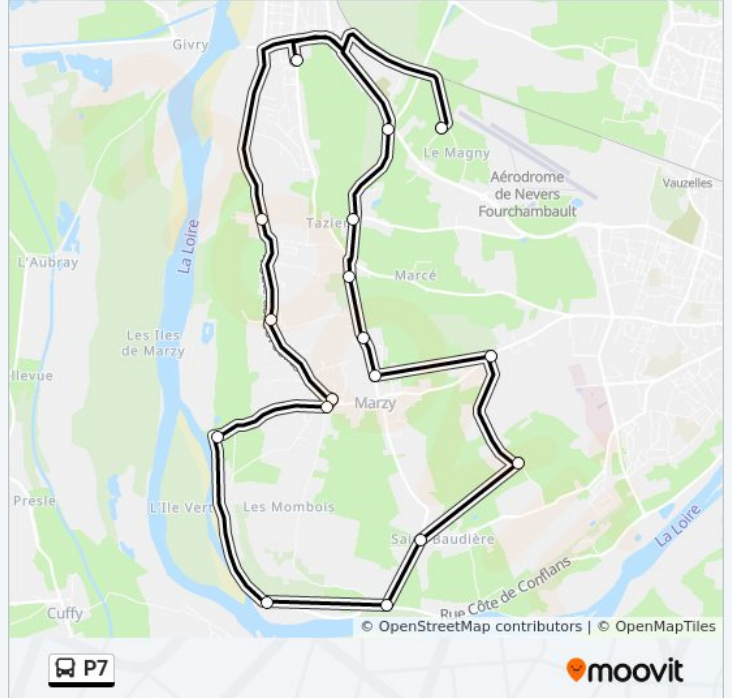 Givry
Le Magny
Aérodrome
de Nevers
Fourchambault
Vauzelles
La Loire
Tazier
L'Aubray
Marcé
Les Iles
de Marzy
llevue
Marzy
Presle
L'Ile Vert
Les Mombois
Baudière
La Loire
Rue Côte de Conflans
Cuffy
© OpenStreetMap contributors | © OpenMapTiles
P7
moovit